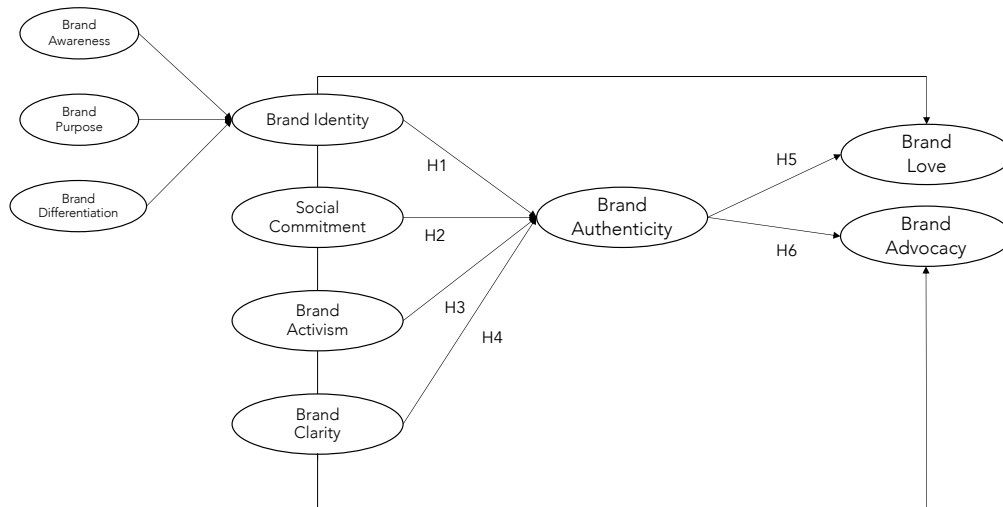 Brand
Awareness
Brand
Purpose
Brand
Differentiation
Brand Identity
Social
Commitment
Brand
Activism
Brand
Clarity
H1
H2
H3
H4
Brand
Authenticity
H5
H6
Brand
Love
Brand
Advocacy